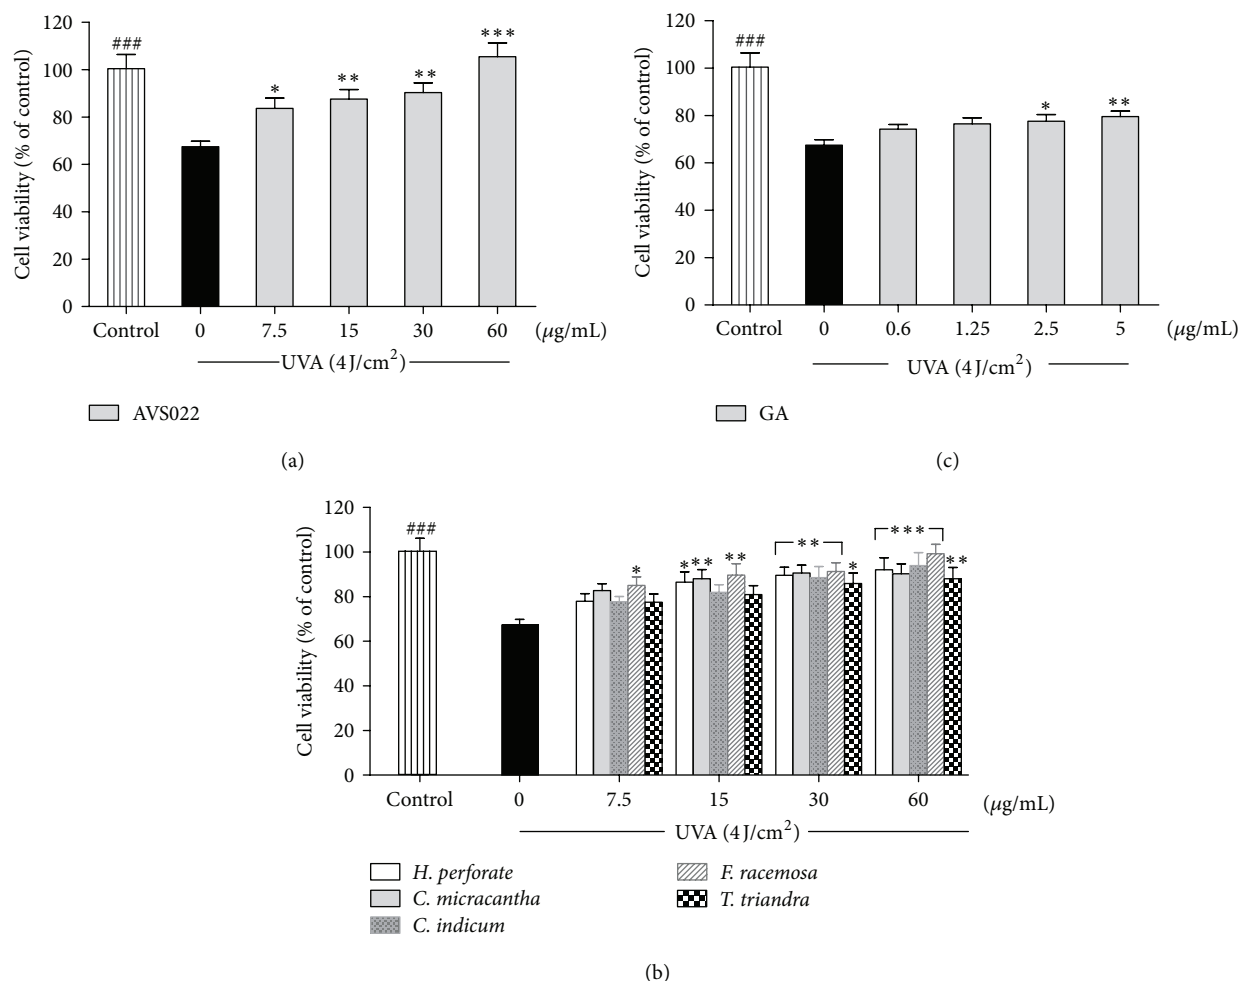 Cell viability (% of control)
120
100
80
60
40
20
0
###
*
**
**
***
Control 0 7.5 15 30 60 (μg/mL)
UVA (4 J/cm²)
AVS022
(a)
Cell viability (% of control)
120
100
80
60
40
20
0
###
*
**
Control 0 0.6 1.25 2.5 5 (μg/mL)
UVA (4 J/cm²)
GA
(c)
Cell viability (% of control)
120
100
80
60
40
20
0
###
*
*** **
** *
*** **
Control 0 7.5 15 30 60 (μg/mL)
UVA (4 J/cm²)
H. perforate
C. micracantha
C. indicum
F. racemosa
T. triandra
(b)